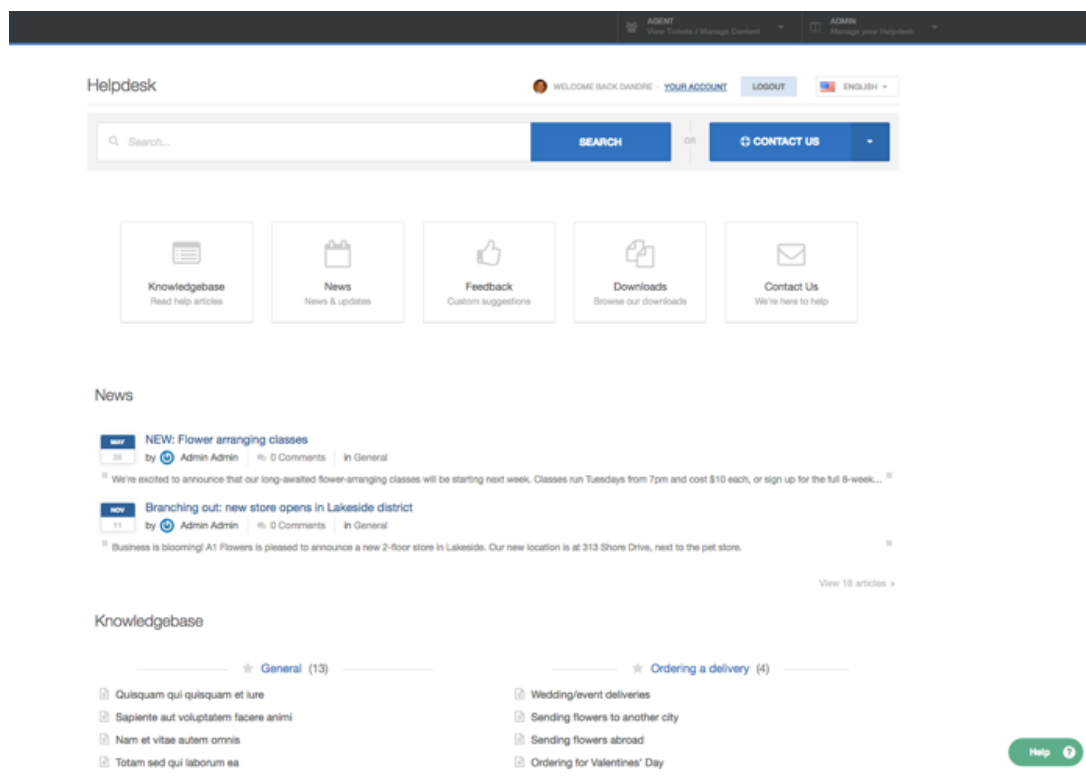 AGENT
View Tickets / Manage Content
ADMIN
Manage your Helpdesk
Helpdesk
WELCOME BACK DANDRE - YOUR ACCOUNT
LOGOUT
ENGLISH
Search...
SEARCH
OR
CONTACT US
Knowledgebase
Read help articles
News
News & updates
Feedback
Custom suggestions
Downloads
Browse our downloads
Contact Us
We're here to help
News
MAY
NEW: Flower arranging classes
by Admin Admin 0 Comments in General
We're excited to announce that our long-awaited flower-arranging classes will be starting next week. Classes run Tuesdays from 7pm and cost $10 each, or sign up for the full 8-week...
NOV
Branching out: new store opens in Lakeside district
11
by Admin Admin 0 Comments in General
Business is blooming! A1 Flowers is pleased to announce a new 2-floor store in Lakeside. Our new location is at 313 Shore Drive, next to the pet store.
View 18 articles
Knowledgebase
General (13)
Quisquam qui quisquam et iure
Sapiente aut voluptatem facere animi
Nam et vitae autem omnis
Totam sed qui laborum ea
Ordering a delivery (4)
Wedding/event deliveries
Sending flowers to another city
Sending flowers abroad
Ordering for Valentines' Day
Help